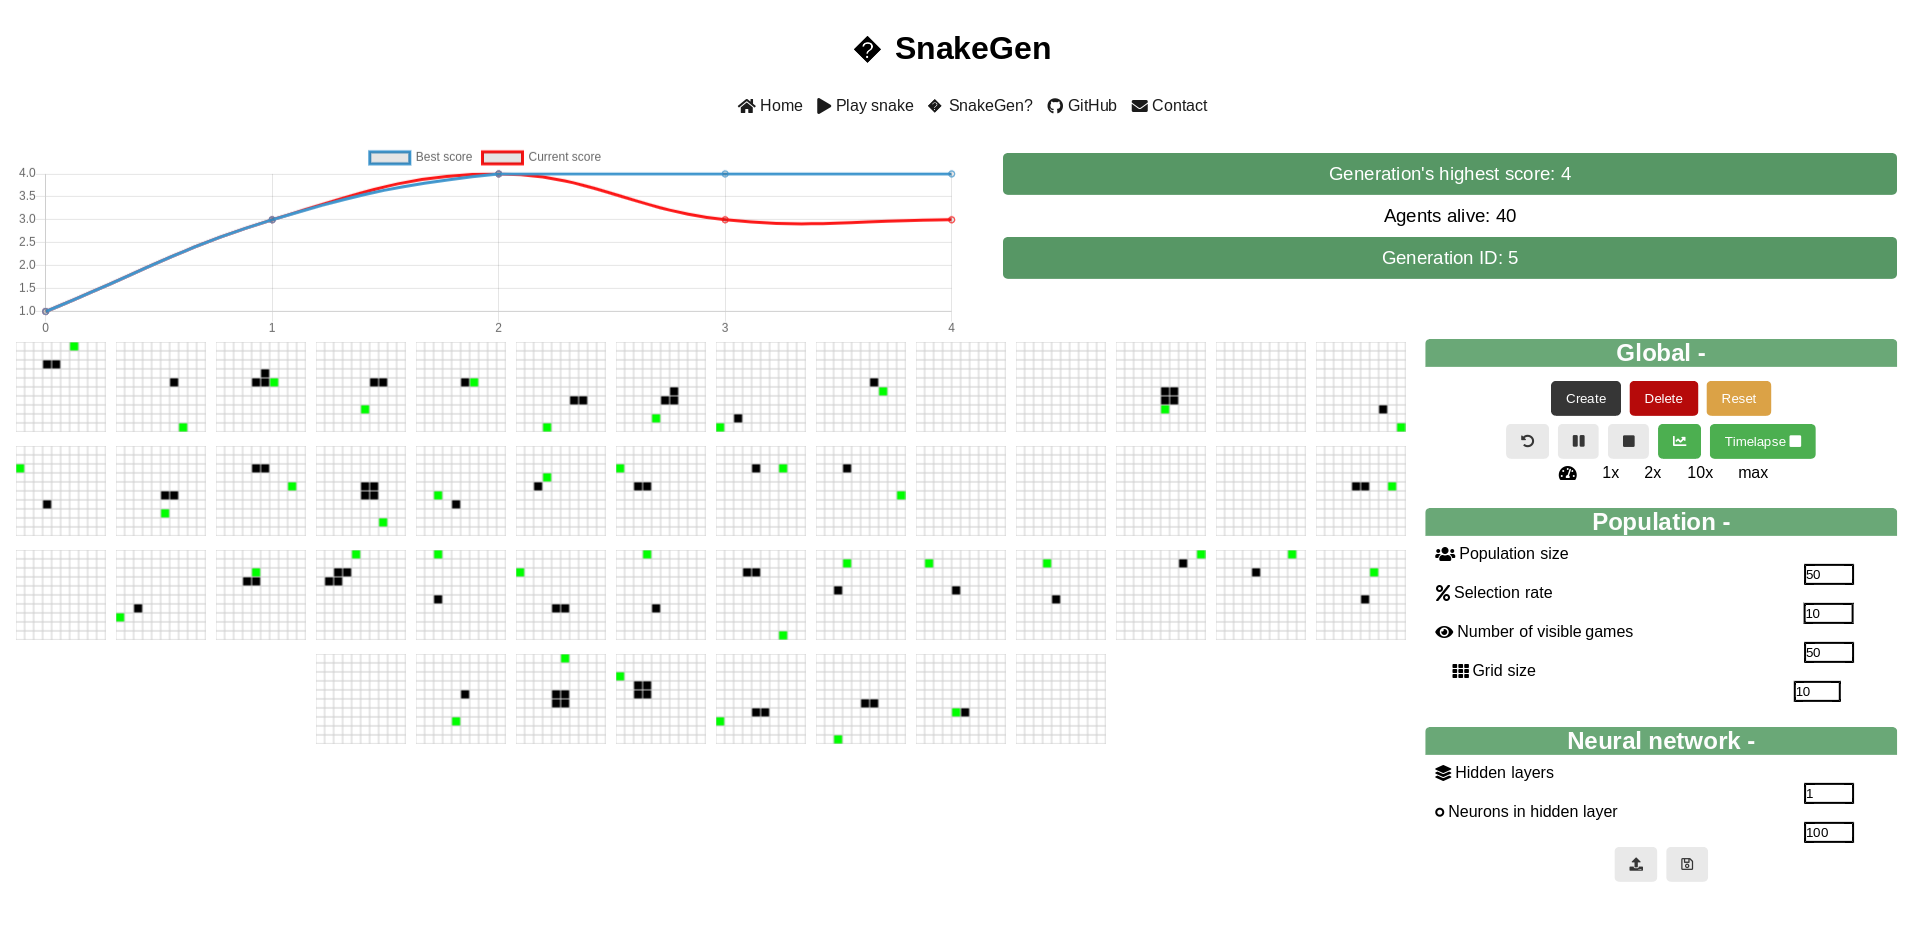 � SnakeGen
Home Play snake � SnakeGen? GitHub Contact
Best score Current score
4.0
3.5
3.0
2.5
2.0
1.5
1.0
0 1 2 3 4
Generation's highest score: 4
Agents alive: 40
Generation ID: 5
Global -
Create Delete Reset
Timelapse
1x 2x 10x max
Population -
Population size
50
Selection rate
10
Number of visible games
50
Grid size
10
Neural network -
Hidden layers
1
Neurons in hidden layer
100